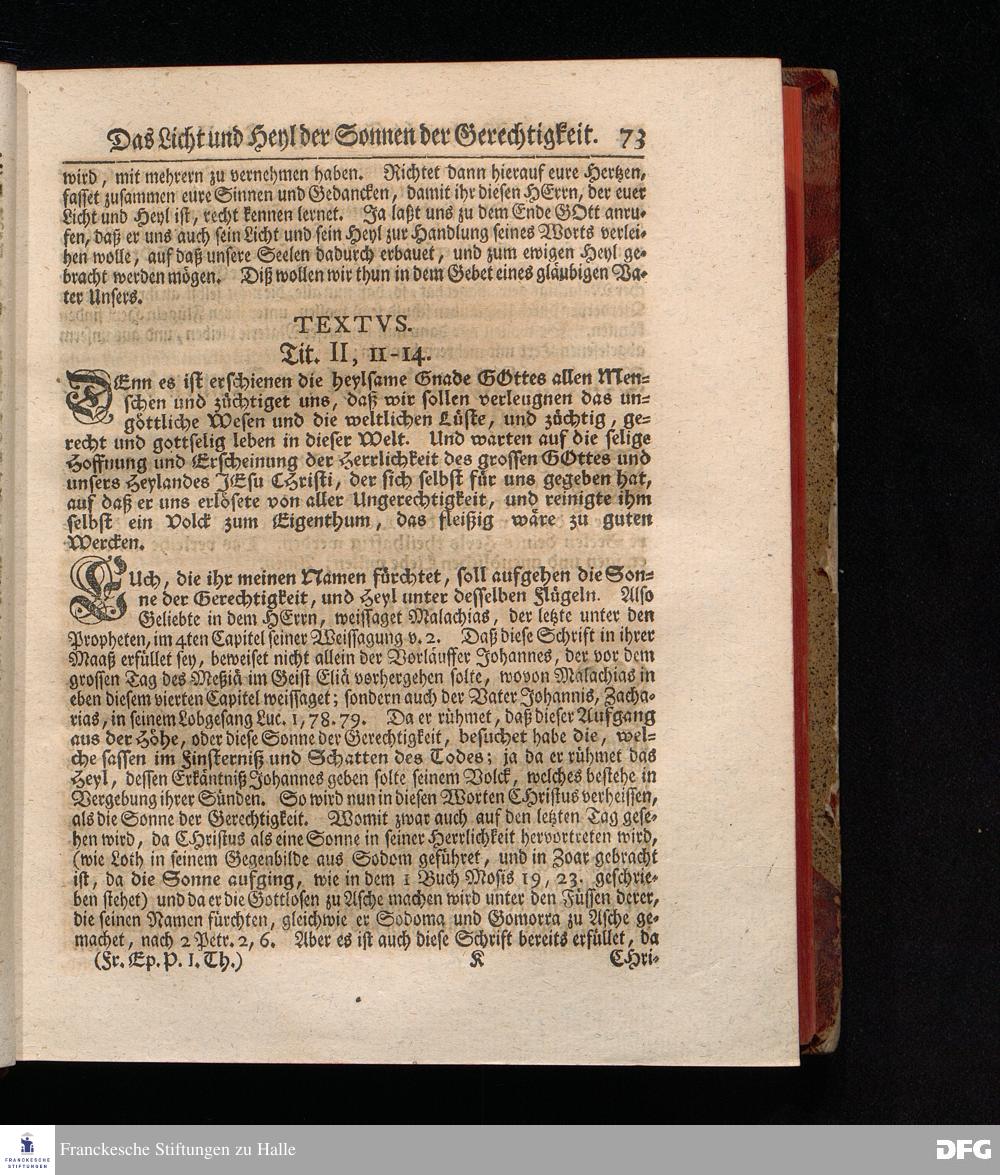 Das Licht und Heyl der Sonnen der Gerechtigkeit. 73
wird, mit mehrern zu vernehmen haben. Richtet dann hierauf eure Hertzen,
fasset zusammen eure Sinnen und Gedancken, damit ihr diesen HErrn, der euer
Licht und Heyl ist, recht kennen lernet. Ja laßt uns zu dem Ende GOtt anru-
fen, daß er uns auch sein Licht und sein Heyl zur Handlung seines Worts verlei-
hen wolle, auf daß unsere Seelen dadurch erbauet, und zum ewigen Heyl ge-
bracht werden mögen. Diß wollen wir thun in dem Gebet eines gläubigen Va-
ter Unsers.
TEXTVS.
Tit. II, 11-14.
DEnn es ist erschienen die heylsame Gnade GOttes allen Men-
schen und züchtiget uns, daß wir sollen verleugnen das un-
göttliche Wesen und die weltlichen Lüste, und züchtig, ge-
recht und gottselig leben in dieser Welt. Und warten auf die selige
Hoffnung und Erscheinung der Herrlichkeit des grossen GOttes und
unsers Heylandes JEsu CHristi, der sich selbst für uns gegeben hat,
auf daß er uns erlösete von aller Ungerechtigkeit, und reinigte ihm
selbst ein Volck zum Eigenthum, das fleißig wäre zu guten
Wercken.
EUch, die ihr meinen Namen fürchtet, soll aufgehen die Son-
ne der Gerechtigkeit, und Heyl unter desselben Flügeln. Also
Geliebte in dem HErrn, weissaget Malachias, der letzte unter den
Propheten, im 4ten Capitel seiner Weissagung v. 2. Daß diese Schrift in ihrer
Maaß erfüllet sey, beweiset nicht allein der Vorläuffer Johannes, der vor dem
grossen Tag des Meßiä im Geist Eliä vorhergehen solte, wovon Malachias in
eben diesem vierten Capitel weissaget; sondern auch der Vater Johannis, Zacha-
rias, in seinem Lobgesang Luc. 1, 78. 79. Da er rühmet, daß dieser Aufgang
aus der Höhe, oder diese Sonne der Gerechtigkeit, besuchet habe die, wel-
che sassen im Finsterniß und Schatten des Todes; ja da er rühmet das
Heyl, dessen Erkäntniß Johannes geben solte seinem Volck, welches bestehe in
Vergebung ihrer Sünden. So wird nun in diesen Worten CHristus verheissen,
als die Sonne der Gerechtigkeit. Womit zwar auch auf den letzten Tag gese-
hen wird, da CHristus als eine Sonne in seiner Herrlichkeit hervortreten wird,
(wie Loth in seinem Gegenbilde aus Sodom geführet, und in Zoar gebracht
ist, da die Sonne aufging, wie in dem 1 Buch Mosis 19, 23. geschrie-
ben stehet) und da er die Gottlosen zu Asche machen wird unter den Füssen derer,
die seinen Namen fürchten, gleichwie er Sodoma und Gomorra zu Asche ge-
machet, nach 2 Petr. 2, 6. Aber es ist auch diese Schrift bereits erfüllet, da
(Fr. Ep. P. I. Th.) K CHri-
FRANCKESCHE
STIFTUNGEN
Franckesche Stiftungen zu Halle
DFG